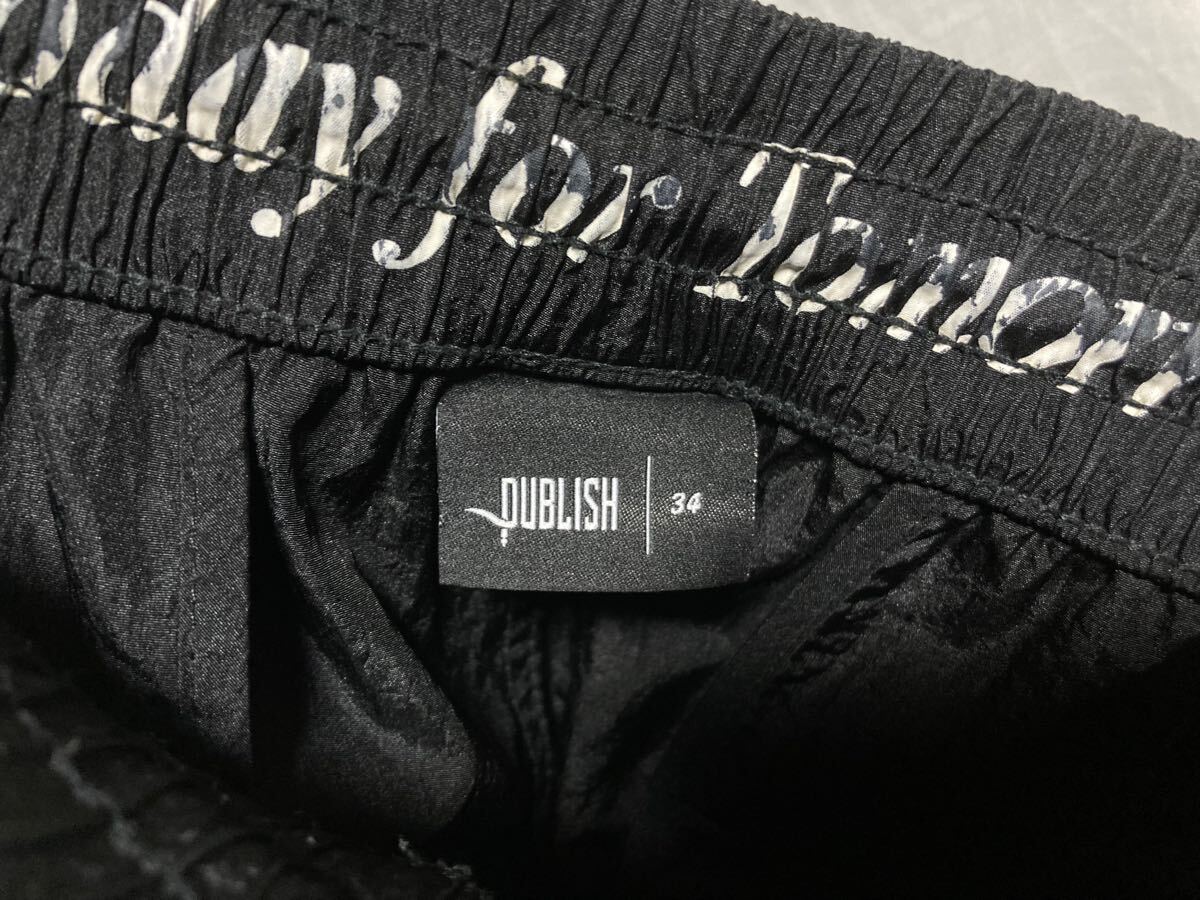 day for Tomor
PUBLISH
34